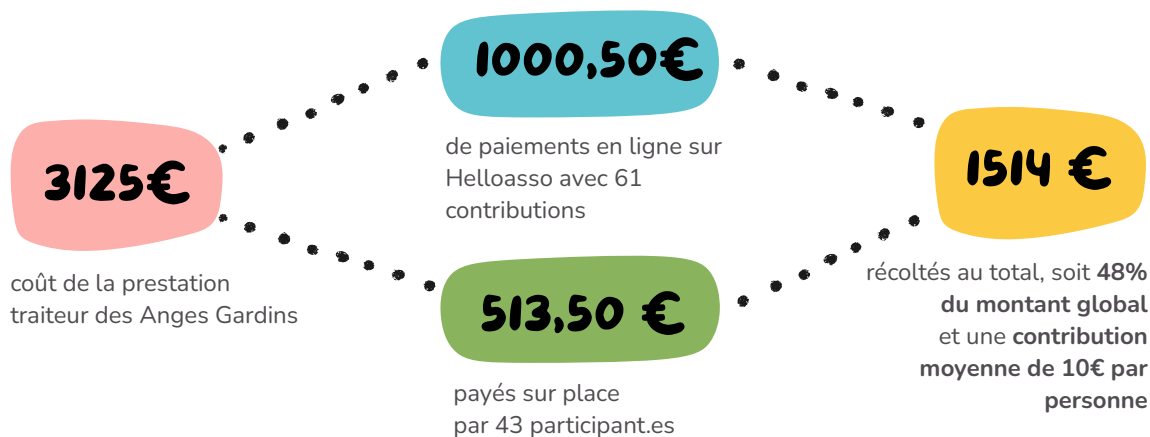 3125€
coût de la prestation
traiteur des Anges Gardins
1000,50€
de paiements en ligne sur
Helloasso avec 61
contributions
513,50 €
payés sur place
par 43 participant.es
1514 €
récoltés au total, soit 48%
du montant global
et une contribution
moyenne de 10€ par
personne